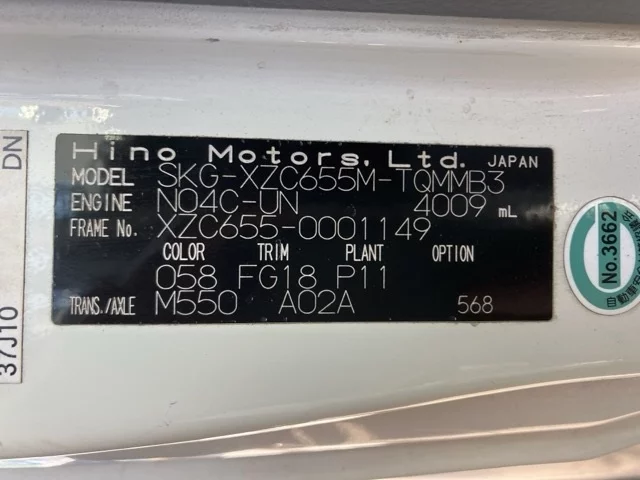 Hino Motors, Ltd. JAPAN
MODEL SKG-XZC655M-TQMMB3
ENGINE N04C-UN 4009 mL
FRAME No. XZC655-0001149
COLOR TRIM PLANT OPTION
058 FG18 P11
TRANS./AXLE M550 A02A 568
DN
37J10
No.3662